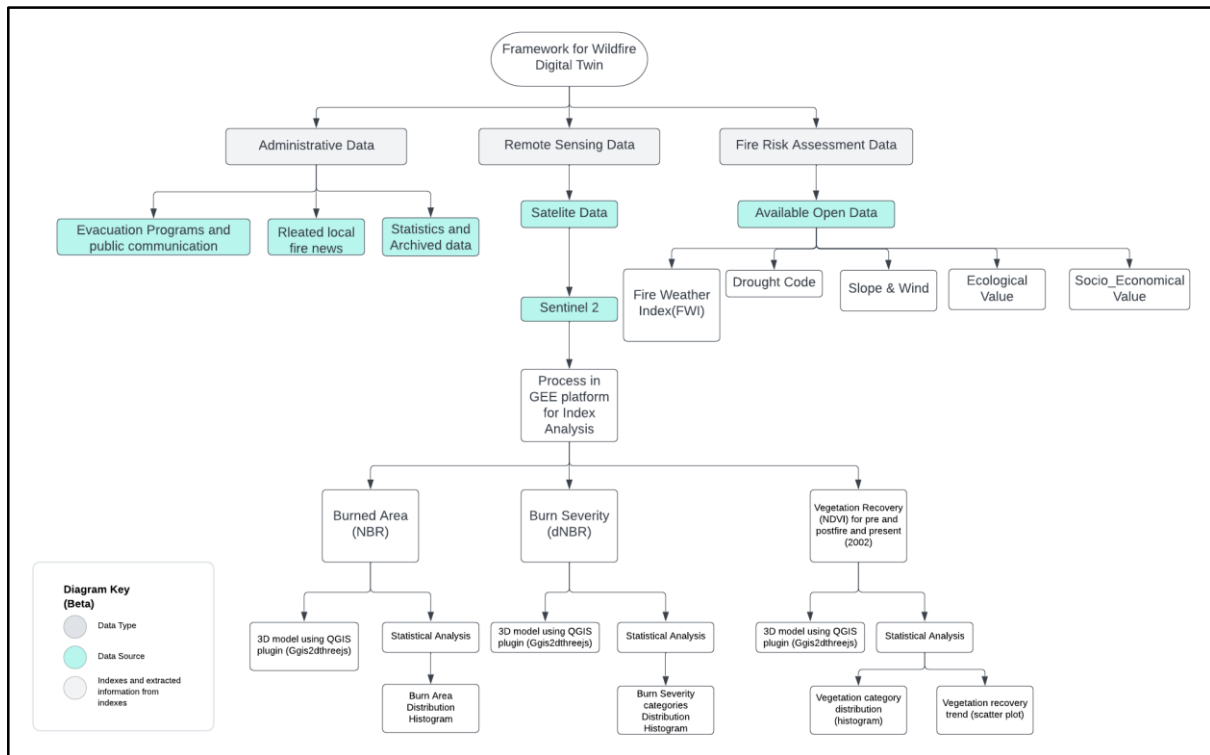 Framework for Wildfire
Digital Twin
Administrative Data
Remote Sensing Data
Fire Risk Assessment Data
Evacuation Programs and
public communication
Rleated local
fire news
Statistics and
Archived data
Satelite Data
Available Open Data
Fire Weather
Index(FWI)
Drought Code
Slope & Wind
Ecological
Value
Socio_Economical
Value
Sentinel 2
Process in
GEE platform
for Index
Analysis
Burned Area
(NBR)
Burn Severity
(dNBR)
Vegetation Recovery
(NDVI) for pre and
postfire and present
(2002)
3D model using QGIS
plugin (Ggis2dthreejs)
Statistical Analysis
3D model using QGIS
plugin (Ggis2dthreejs)
Statistical Analysis
3D model using QGIS
plugin (Ggis2dthreejs)
Statistical Analysis
Burn Area
Distribution
Histogram
Burn Severity
categories
Distribution
Histogram
Vegetation category
distribution
(histogram)
Vegetation recovery
trend (scatter plot)
Diagram Key
(Beta)
Data Type
Data Source
Indexes and extracted
information from
indexes